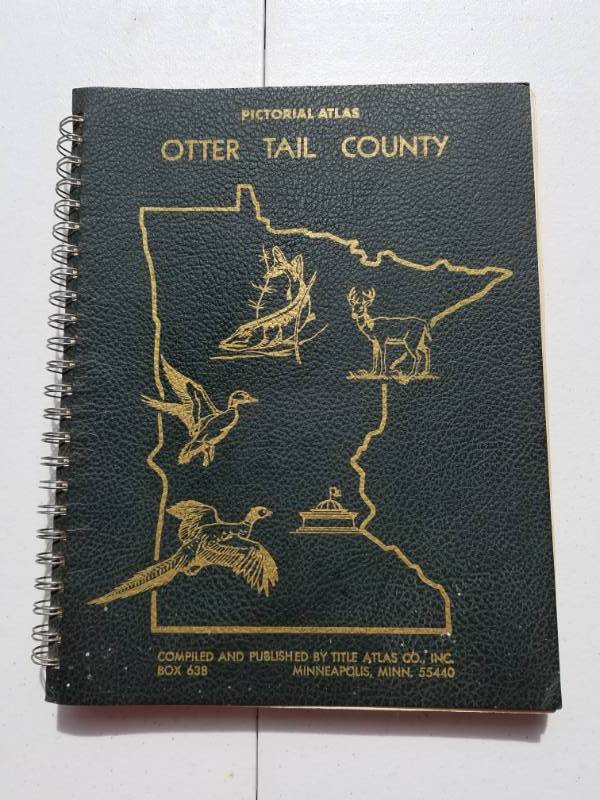 PICTORIAL ATLAS
OTTER TAIL COUNTY
COMPILED AND PUBLISHED BY TITLE ATLAS CO., INC.
BOX 638 MINNEAPOLIS, MINN. 55440